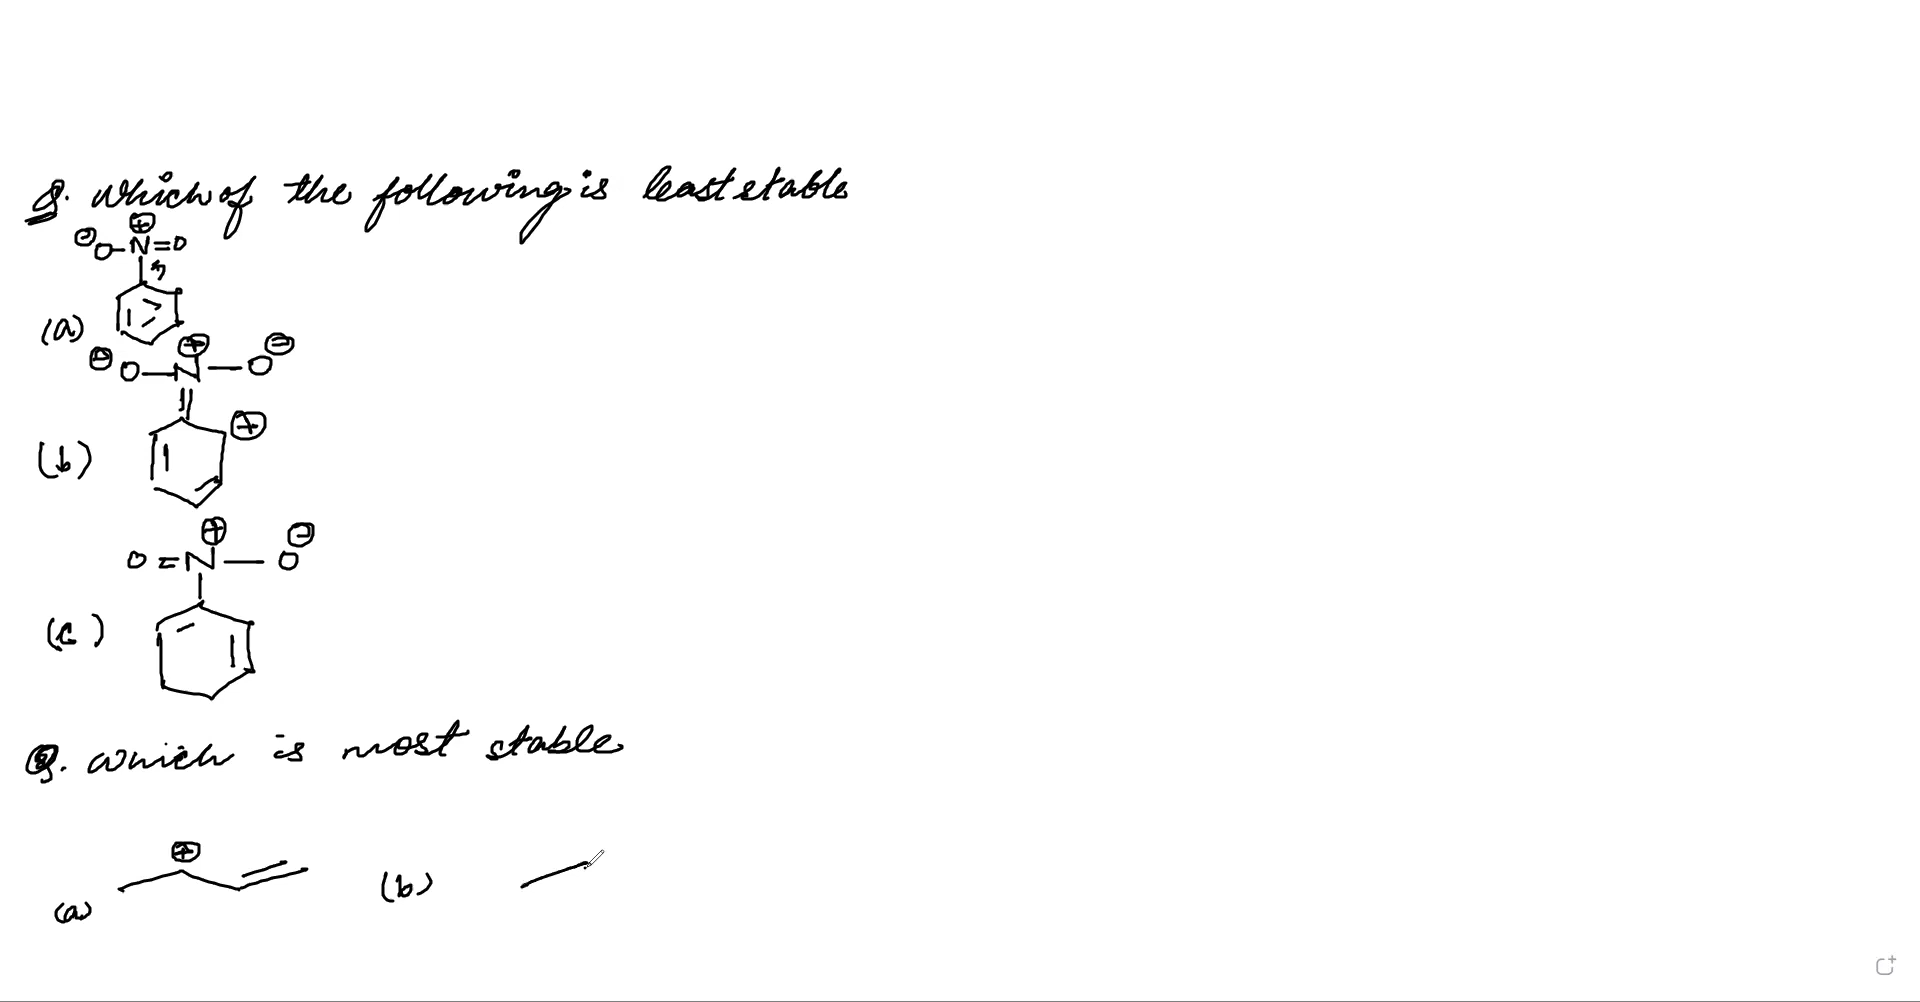 Q. which of the following is least stable
⊖ ⊕
O-N=O
(a)
⊕ ⊖
⊖ O-N-O
⊕
(b)
⊕ ⊖
O=N-O
(c)
Q. which is most stable
⊕
(a) (b)